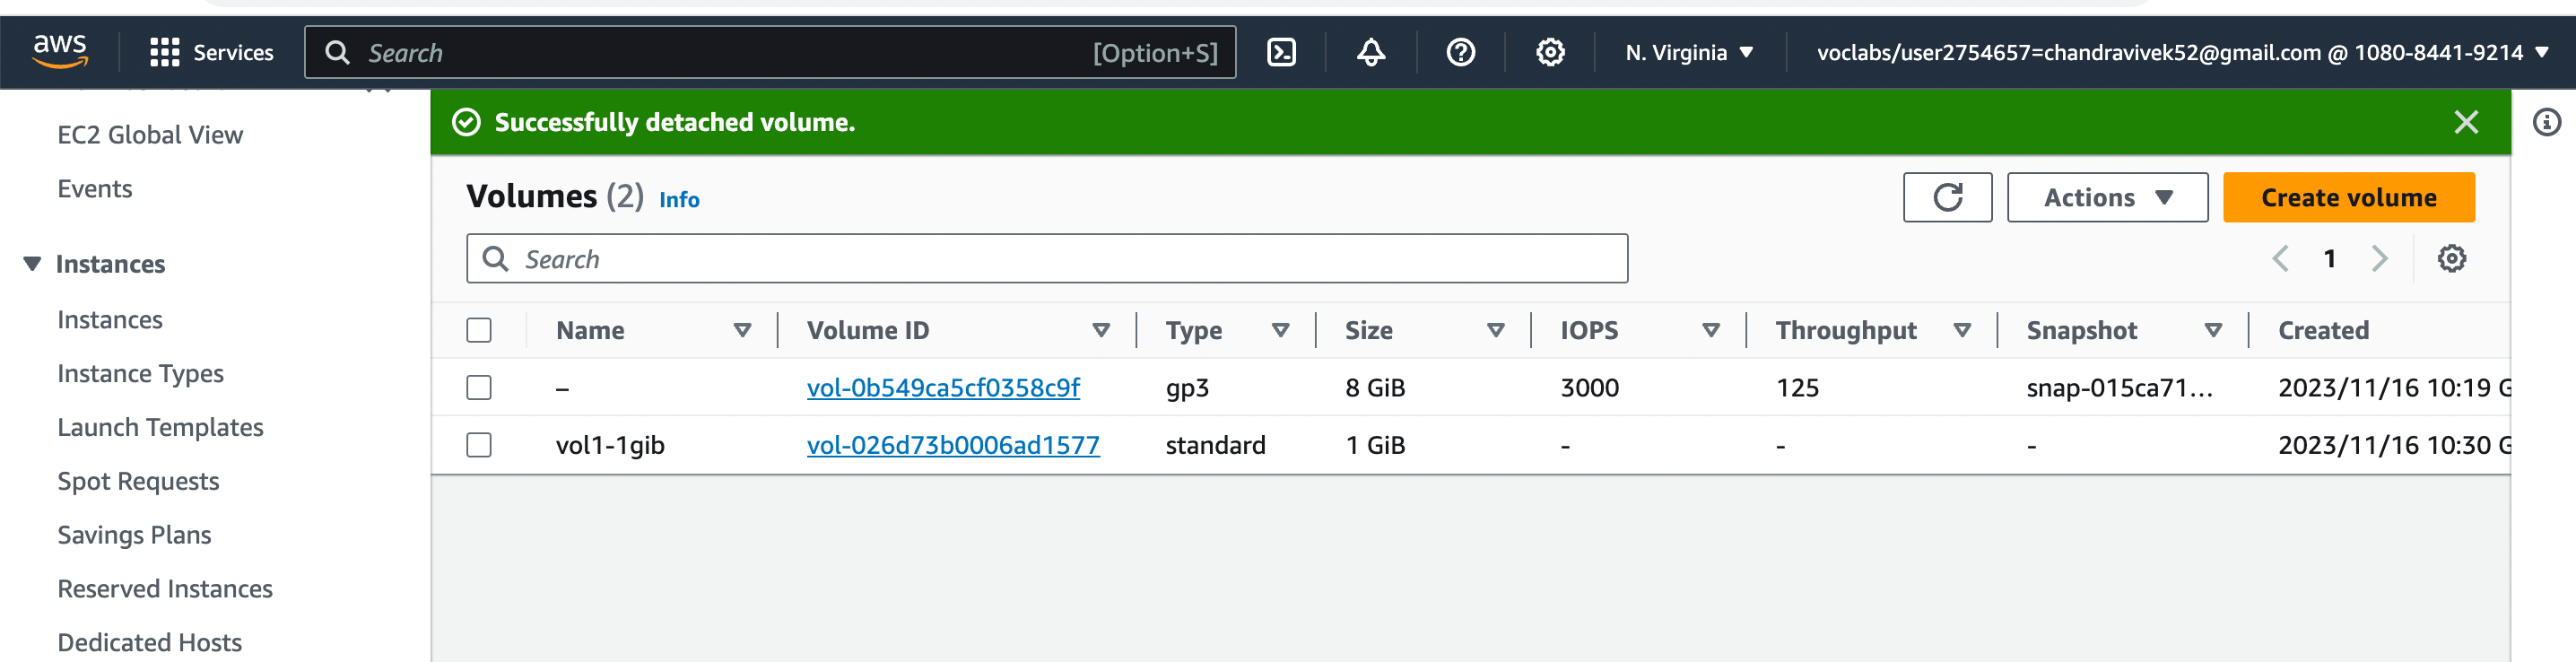 aws Services Search [Option+S] N. Virginia voclabs/user2754657=chandravivek52@gmail.com @ 1080-8441-9214
EC2 Global View
Events
Instances
Instances
Instance Types
Launch Templates
Spot Requests
Savings Plans
Reserved Instances
Dedicated Hosts
Successfully detached volume.
Volumes (2) Info Actions Create volume
Search 1
Name Volume ID Type Size IOPS Throughput Snapshot Created
– vol-0b549ca5cf0358c9f gp3 8 GiB 3000 125 snap-015ca71... 2023/11/16 10:19 G
vol1-1gib vol-026d73b0006ad1577 standard 1 GiB - - - 2023/11/16 10:30 G